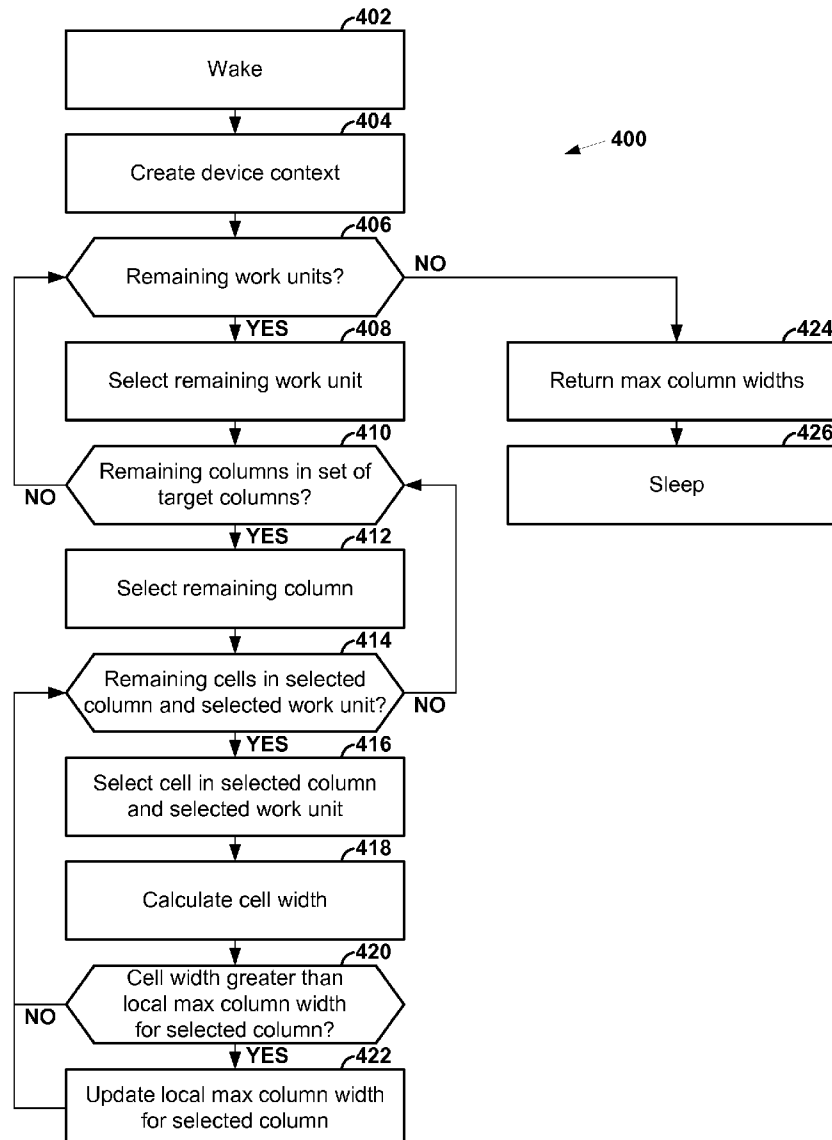 402
Wake
404
Create device context
400
406
Remaining work units?
NO
YES
408
Select remaining work unit
424
Return max column widths
410
Remaining columns in set of
target columns?
NO
426
Sleep
YES
412
Select remaining column
414
Remaining cells in selected
column and selected work unit?
NO
YES
416
Select cell in selected column
and selected work unit
418
Calculate cell width
420
Cell width greater than
local max column width
for selected column?
NO
YES
422
Update local max column width
for selected column